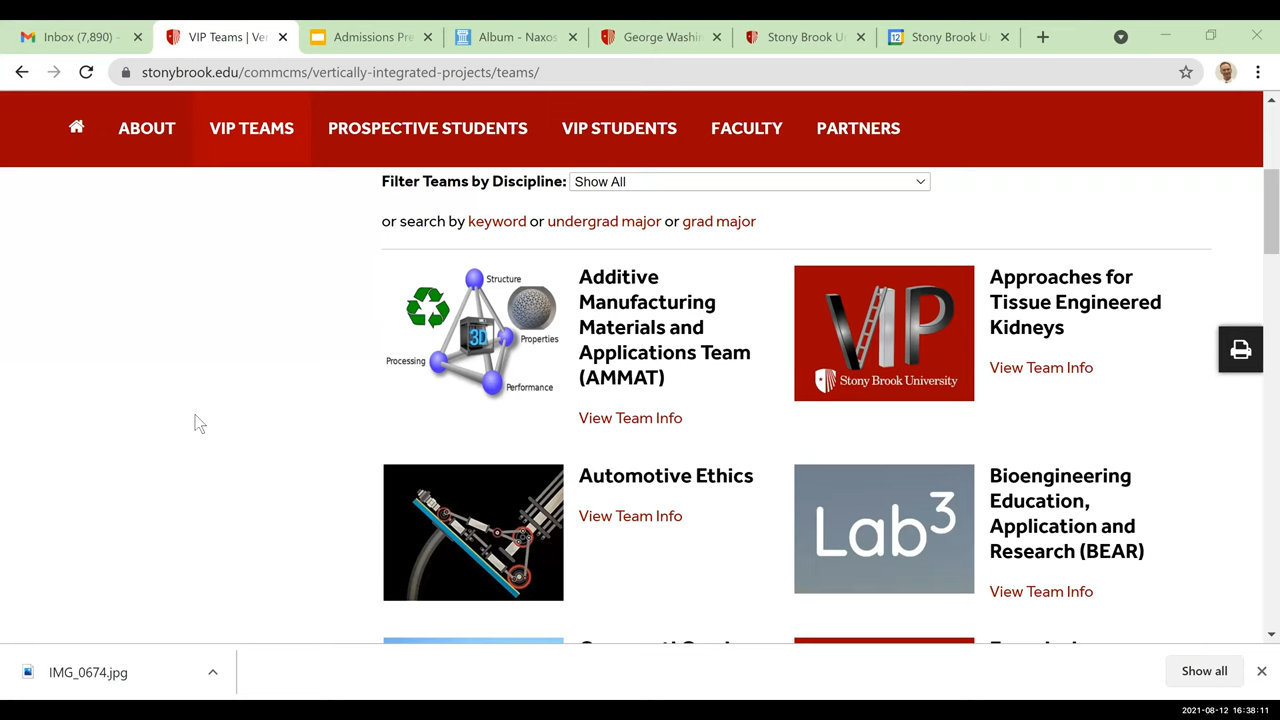 Inbox (7,890) -
VIP Teams | Ver
Admissions Pre
Album - Naxos
George Washin
Stony Brook Un
12
Stony Brook U
stonybrook.edu/commcms/vertically-integrated-projects/teams/
ABOUT
VIP TEAMS
PROSPECTIVE STUDENTS
VIP STUDENTS
FACULTY
PARTNERS
Filter Teams by Discipline:
Show All
or search by keyword or undergrad major or grad major
Structure
3D
Properties
Processing
Performance
Additive
Manufacturing
Materials and
Applications Team
(AMMAT)
View Team Info
VIP
Stony Brook University
Approaches for
Tissue Engineered
Kidneys
View Team Info
Automotive Ethics
View Team Info
Lab3
Bioengineering
Education,
Application and
Research (BEAR)
View Team Info
IMG_0674.jpg
Show all
2021-08-12 16:38:11